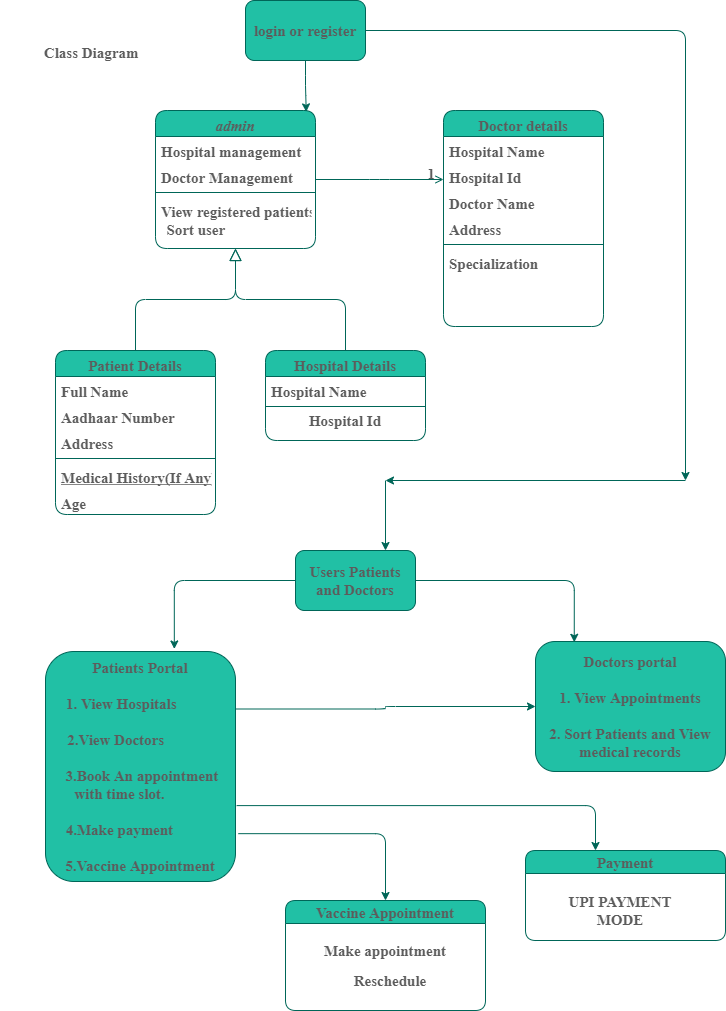 login or register
Class Diagram
admin
Hospital management
Doctor Management
View registered patients
Sort user
Doctor details
Hospital Name
1
Hospital Id
Doctor Name
Address
Specialization
Patient Details
Full Name
Aadhaar Number
Address
Medical History(If Any
Age
Hospital Details
Hospital Name
Hospital Id
Users Patients
and Doctors
Patients Portal
1. View Hospitals
2.View Doctors
3.Book An appointment
with time slot.
4.Make payment
5.Vaccine Appointment
Doctors portal
1. View Appointments
2. Sort Patients and View
medical records
Payment
UPI PAYMENT
MODE
Vaccine Appointment
Make appointment
Reschedule